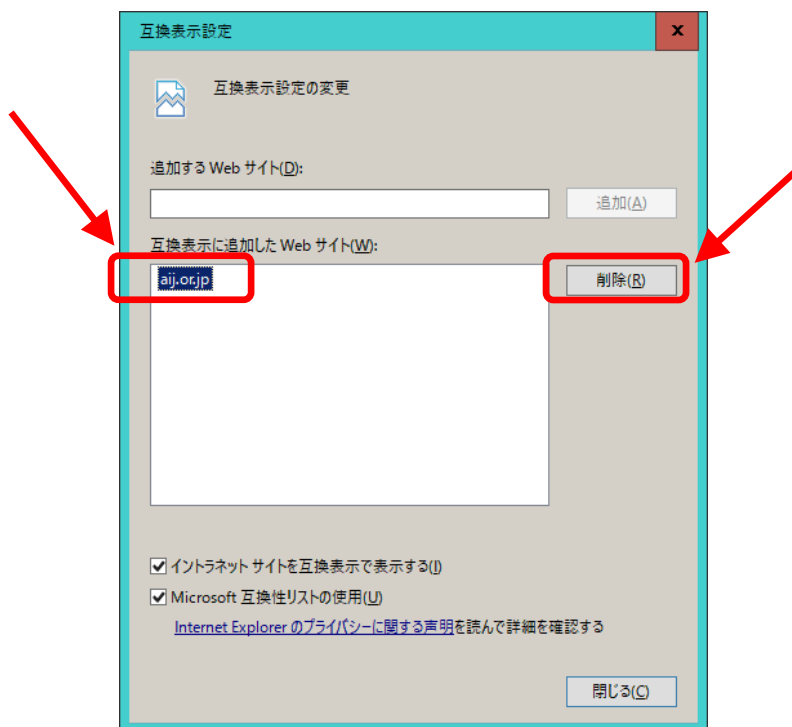 互換表示設定
x
互換表示設定の変更
追加する Web サイト(D):
追加(A)
互換表示に追加した Web サイト(W):
aij.or.jp
削除(R)
イントラネット サイトを互換表示で表示する(I)
Microsoft 互換性リストの使用(U)
Internet Explorer のプライバシーに関する声明を読んで詳細を確認する
閉じる(C)